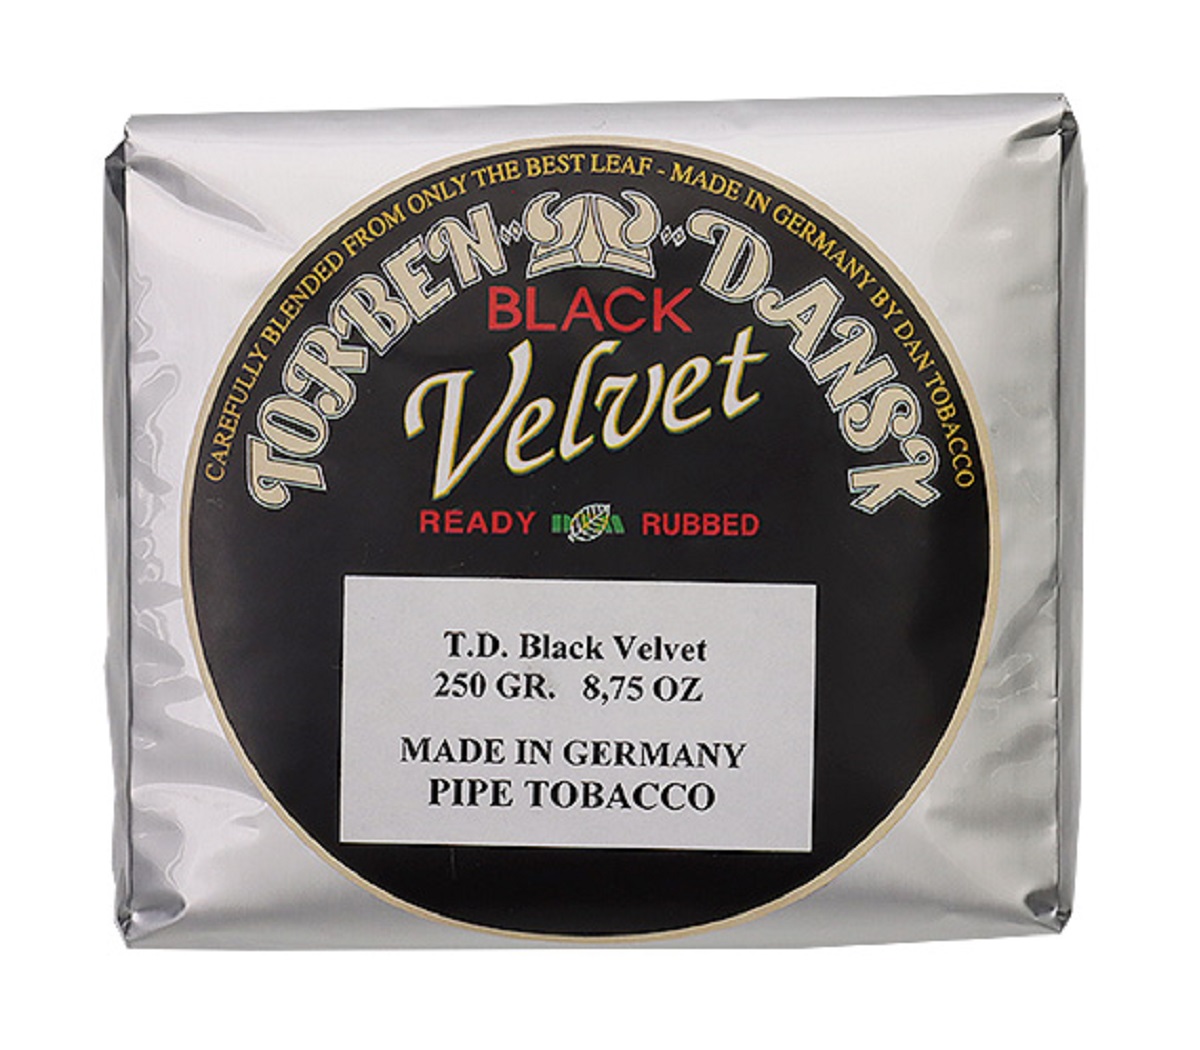 CAREFULLY BLENDED FROM ONLY THE BEST LEAF - MADE IN GERMANY BY DAN TOBACCO
TORBEN DANSK
BLACK
Velvet
READY RUBBED
T.D. Black Velvet
250 GR. 8,75 OZ
MADE IN GERMANY
PIPE TOBACCO